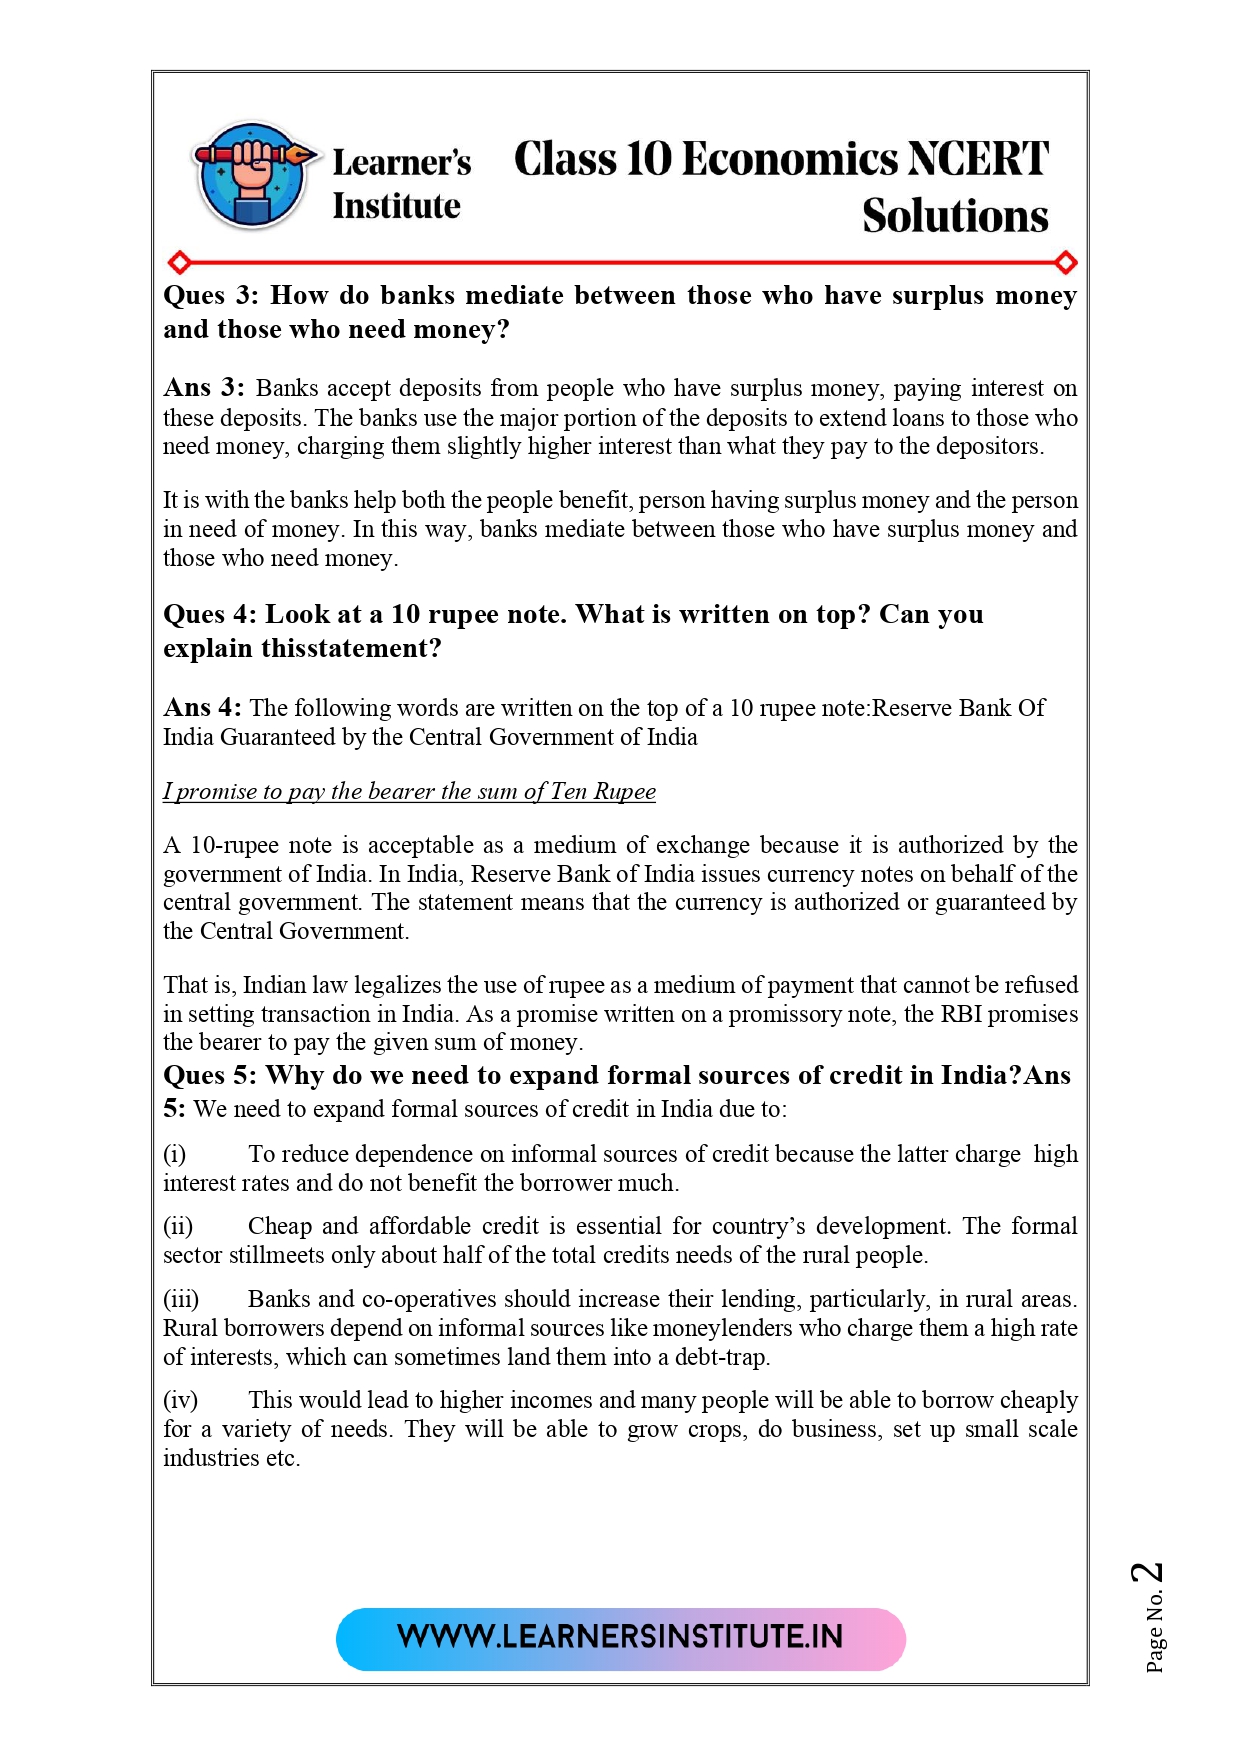 Learner's
Institute
Class 10 Economics NCERT
Solutions
Ques 3: How do banks mediate between those who have surplus money
and those who need money?
Ans 3: Banks accept deposits from people who have surplus money, paying interest on
these deposits. The banks use the major portion of the deposits to extend loans to those who
need money, charging them slightly higher interest than what they pay to the depositors.
It is with the banks help both the people benefit, person having surplus money and the person
in need of money. In this way, banks mediate between those who have surplus money and
those who need money.
Ques 4: Look at a 10 rupee note. What is written on top? Can you
explain thisstatement?
Ans 4: The following words are written on the top of a 10 rupee note:Reserve Bank Of
India Guaranteed by the Central Government of India
I promise to pay the bearer the sum of Ten Rupee
A 10-rupee note is acceptable as a medium of exchange because it is authorized by the
government of India. In India, Reserve Bank of India issues currency notes on behalf of the
central government. The statement means that the currency is authorized or guaranteed by
the Central Government.
That is, Indian law legalizes the use of rupee as a medium of payment that cannot be refused
in setting transaction in India. As a promise written on a promissory note, the RBI promises
the bearer to pay the given sum of money.
Ques 5: Why do we need to expand formal sources of credit in India?Ans
5: We need to expand formal sources of credit in India due to:
(i) To reduce dependence on informal sources of credit because the latter charge high
interest rates and do not benefit the borrower much.
(ii) Cheap and affordable credit is essential for country's development. The formal
sector stillmeets only about half of the total credits needs of the rural people.
(iii) Banks and co-operatives should increase their lending, particularly, in rural areas.
Rural borrowers depend on informal sources like moneylenders who charge them a high rate
of interests, which can sometimes land them into a debt-trap.
(iv) This would lead to higher incomes and many people will be able to borrow cheaply
for a variety of needs. They will be able to grow crops, do business, set up small scale
industries etc.
WWW.LEARNERSINSTITUTE.IN
Page No. 2